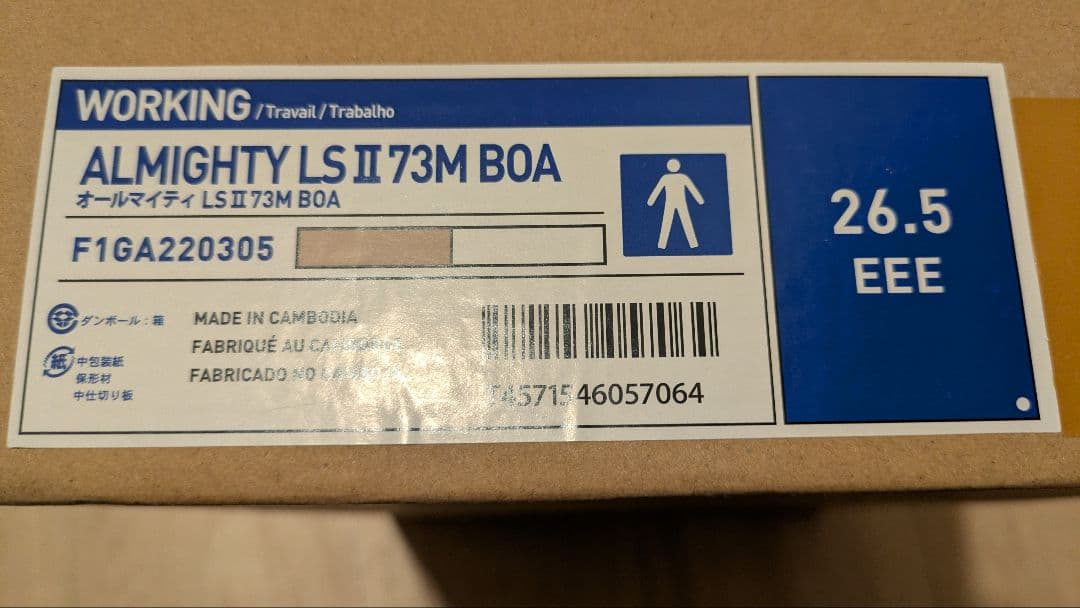 WORKING /Travail/Trabalho
ALMIGHTY LS II 73M BOA
オールマイティ LS II 73M BOA
F1GA220305
26.5
EEE
ダンボール：箱
紙 中包装紙
保形材
中仕切り板
MADE IN CAMBODIA
FABRIQUÉ AU
FABRICADO NO
4571546057064